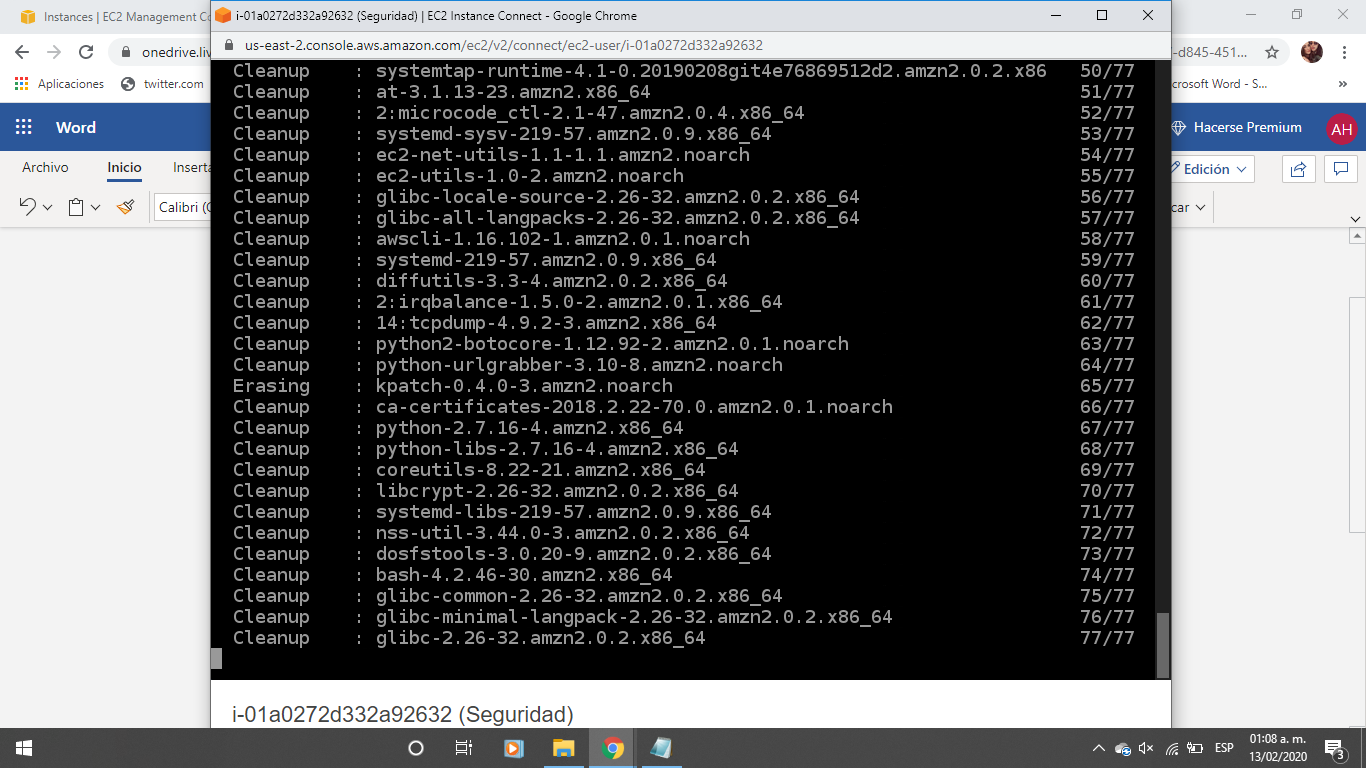 Instances | EC2 Management Co
i-01a0272d332a92632 (Seguridad) | EC2 Instance Connect - Google Chrome
onedrive.liv
us-east-2.console.aws.amazon.com/ec2/v2/connect/ec2-user/i-01a0272d332a92632
-d845-451...
Aplicaciones
twitter.com
crosoft Word - S...
»
Word
Hacerse Premium
AH
Archivo
Inicio
Inserta
Edición
Calibri (C
car
Cleanup : systemtap-runtime-4.1-0.20190208git4e76869512d2.amzn2.0.2.x86 50/77
Cleanup : at-3.1.13-23.amzn2.x86_64 51/77
Cleanup : 2:microcode_ctl-2.1-47.amzn2.0.4.x86_64 52/77
Cleanup : systemd-sysv-219-57.amzn2.0.9.x86_64 53/77
Cleanup : ec2-net-utils-1.1-1.1.amzn2.noarch 54/77
Cleanup : ec2-utils-1.0-2.amzn2.noarch 55/77
Cleanup : glibc-locale-source-2.26-32.amzn2.0.2.x86_64 56/77
Cleanup : glibc-all-langpacks-2.26-32.amzn2.0.2.x86_64 57/77
Cleanup : awscli-1.16.102-1.amzn2.0.1.noarch 58/77
Cleanup : systemd-219-57.amzn2.0.9.x86_64 59/77
Cleanup : diffutils-3.3-4.amzn2.0.2.x86_64 60/77
Cleanup : 2:irqbalance-1.5.0-2.amzn2.0.1.x86_64 61/77
Cleanup : 14:tcpdump-4.9.2-3.amzn2.x86_64 62/77
Cleanup : python2-botocore-1.12.92-2.amzn2.0.1.noarch 63/77
Cleanup : python-urlgrabber-3.10-8.amzn2.noarch 64/77
Erasing : kpatch-0.4.0-3.amzn2.noarch 65/77
Cleanup : ca-certificates-2018.2.22-70.0.amzn2.0.1.noarch 66/77
Cleanup : python-2.7.16-4.amzn2.x86_64 67/77
Cleanup : python-libs-2.7.16-4.amzn2.x86_64 68/77
Cleanup : coreutils-8.22-21.amzn2.x86_64 69/77
Cleanup : libcrypt-2.26-32.amzn2.0.2.x86_64 70/77
Cleanup : systemd-libs-219-57.amzn2.0.9.x86_64 71/77
Cleanup : nss-util-3.44.0-3.amzn2.0.2.x86_64 72/77
Cleanup : dosfstools-3.0.20-9.amzn2.0.2.x86_64 73/77
Cleanup : bash-4.2.46-30.amzn2.x86_64 74/77
Cleanup : glibc-common-2.26-32.amzn2.0.2.x86_64 75/77
Cleanup : glibc-minimal-langpack-2.26-32.amzn2.0.2.x86_64 76/77
Cleanup : glibc-2.26-32.amzn2.0.2.x86_64 77/77
i-01a0272d332a92632 (Seguridad)
ESP
01:08 a. m.
13/02/2020
3